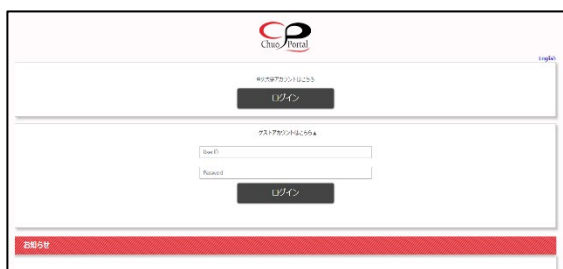 Chuo Portal
English
中央大学アカウントはこちら
ログイン
ゲストアカウントはこちら▲
User ID
Password
ログイン
お知らせ